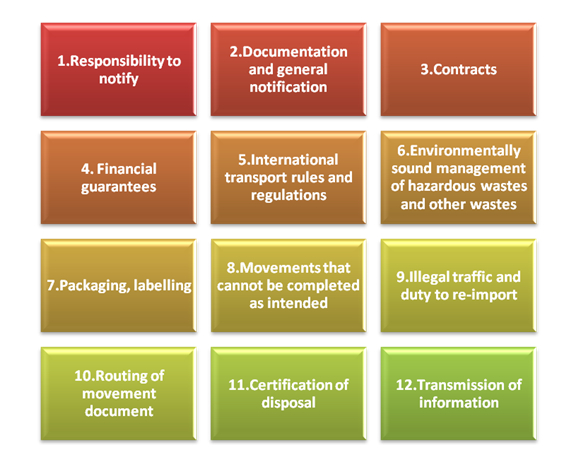 1.Responsibility to
notify
2.Documentation
and general
notification
3.Contracts
4. Financial
guarantees
5.International
transport rules and
regulations
6.Environmentally
sound management
of hazardous wastes
and other wastes
7.Packaging, labelling
8.Movements that
cannot be completed
as intended
9.Illegal traffic and
duty to re-import
10.Routing of
movement
document
11.Certification of
disposal
12.Transmission of
information